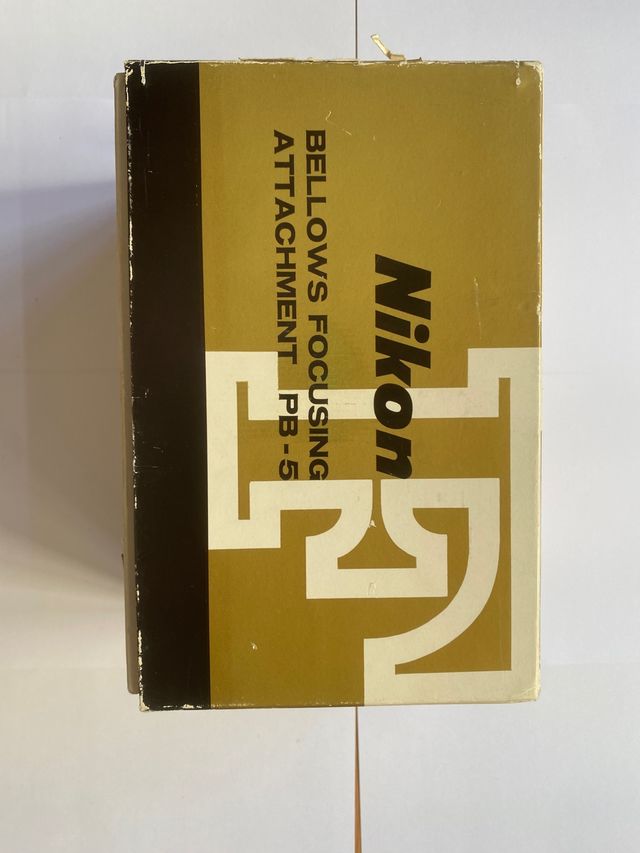 Nikon
BELLOWS FOCUSING
ATTACHMENT PB-5
F